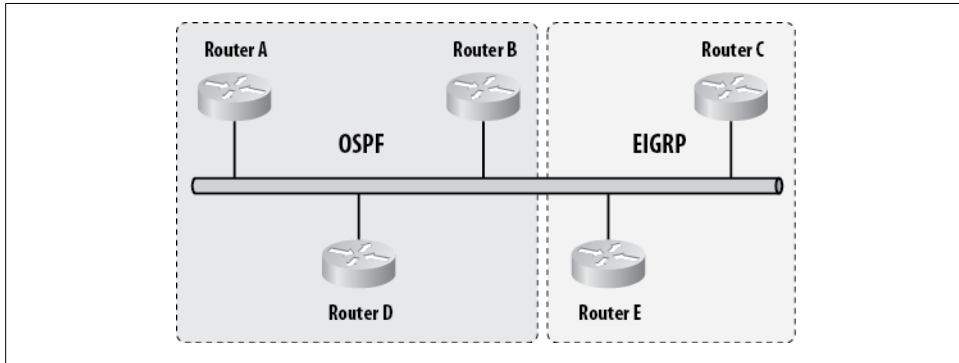 Router A
Router B
Router C
OSPF
EIGRP
Router D
Router E